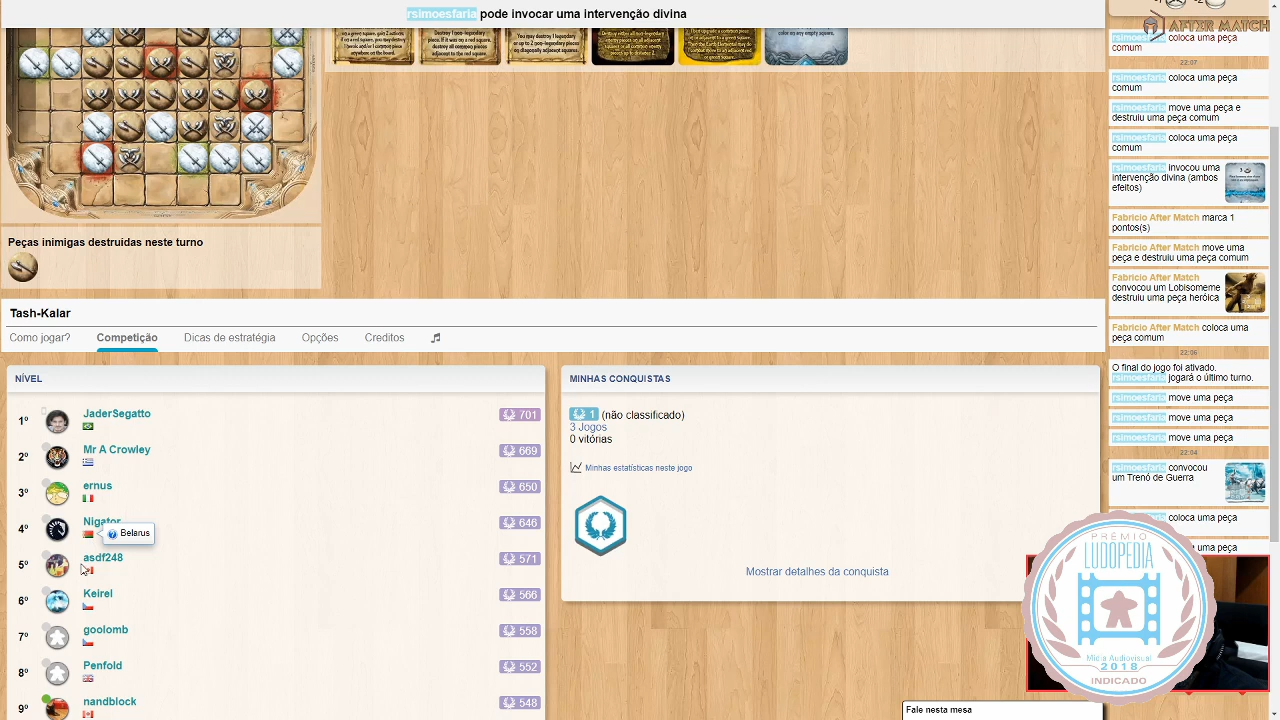 rsimoesfaria pode invocar uma intervenção divina
AFTER MATCH
Peças inimigas destruidas neste turno
Tash-Kalar
Como jogar?
Competição
Dicas de estratégia
Opções
Creditos
NÍVEL
1º JaderSegatto 701
2º Mr A Crowley 669
3º ernus 650
4º Nigator 646
Belarus
5º asdf248 571
6º Keirel 566
7º goolomb 558
8º Penfold 552
9º nandblock 548
MINHAS CONQUISTAS
1 (não classificado)
3 Jogos
0 vitórias
Minhas estatísticas neste jogo
Mostrar detalhes da conquista
coloca uma peça
comum
22:07
rsimoesfaria coloca uma peça
comum
rsimoesfaria move uma peça e
destruiu uma peça comum
rsimoesfaria coloca uma peça
comum
rsimoesfaria invocou uma
intervenção divina (ambos
efeitos)
Fabricio After Match marca 1
pontos(s)
Fabricio After Match move uma
peça e destruiu uma peça comum
Fabricio After Match
convocou um Lobisomeme
destruiu uma peça heróica
Fabricio After Match coloca uma
peça comum
22:06
O final do jogo foi ativado.
rsimoesfaria jogará o último turno.
rsimoesfaria move uma peça
rsimoesfaria move uma peça
rsimoesfaria move uma peça
22:04
rsimoesfaria convocou
um Trenó de Guerra
coloca uma peça
uma peça
PRÊMIO
LUDOPEDIA
Mídia Audiovisual
2018
INDICADO
Fale nesta mesa